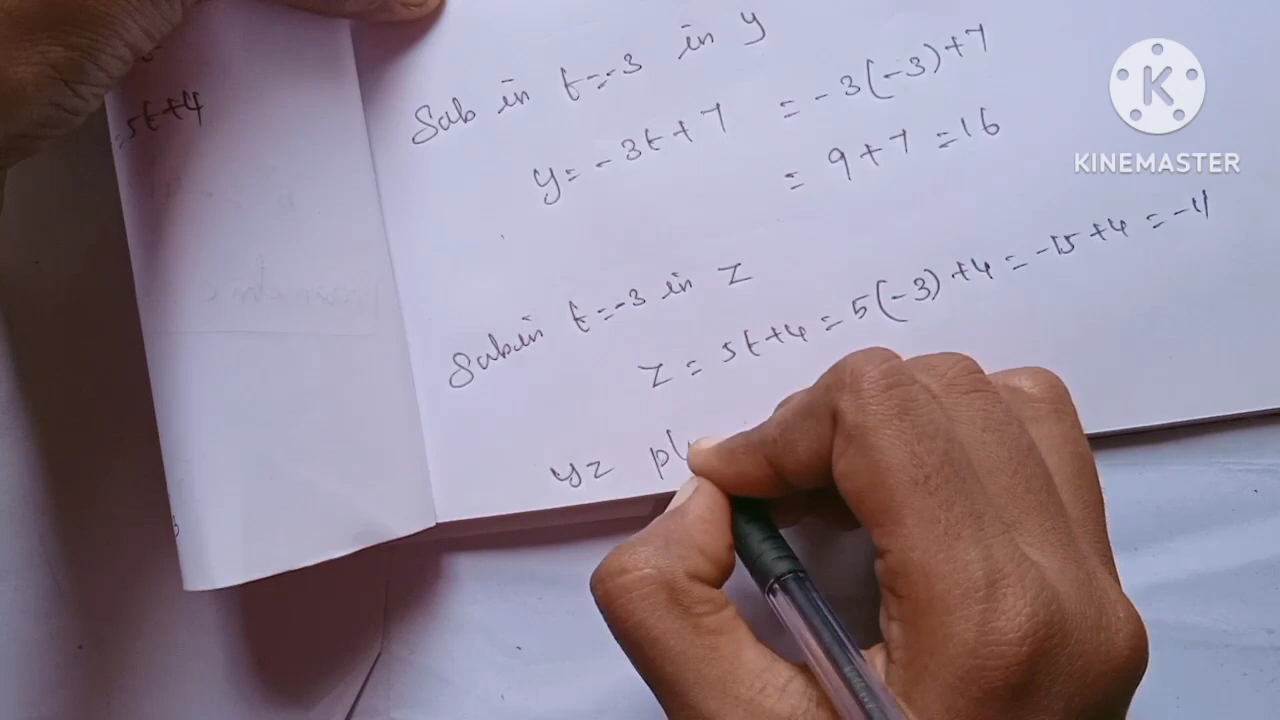 =5t+4
Sub in t=-3 in y
y=-3t+7 = -3(-3)+7
= 9+7 =16
Sub in t=-3 in z
z = 5t+4 = 5(-3)+4 = -15+4 = -11
yz pl
K
KINEMASTER